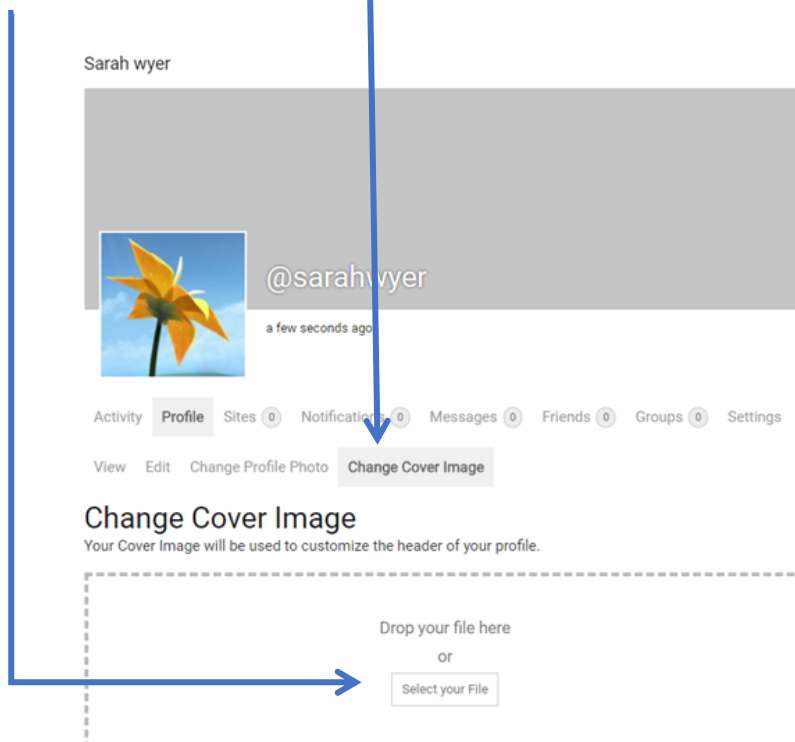 Sarah wyer
@sarahwyer
a few seconds ago
Activity Profile Sites 0 Notifications 0 Messages 0 Friends 0 Groups 0 Settings
View Edit Change Profile Photo Change Cover Image
Change Cover Image
Your Cover Image will be used to customize the header of your profile.
Drop your file here
or
Select your File